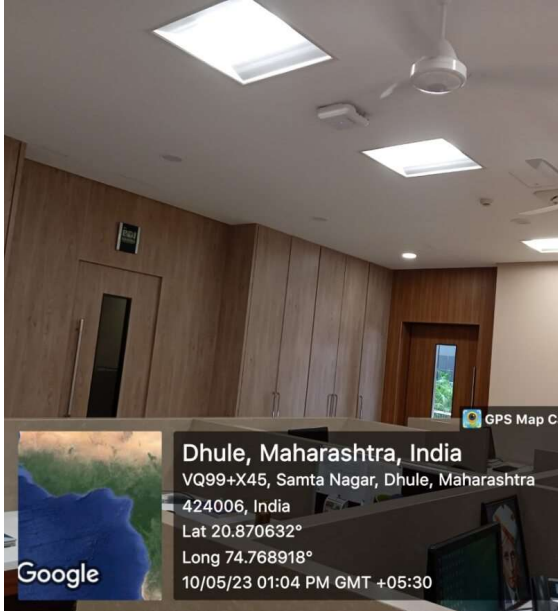 GPS Map C
Dhule, Maharashtra, India
VQ99+X45, Samta Nagar, Dhule, Maharashtra
424006, India
Lat 20.870632°
Long 74.768918°
10/05/23 01:04 PM GMT +05:30
Google